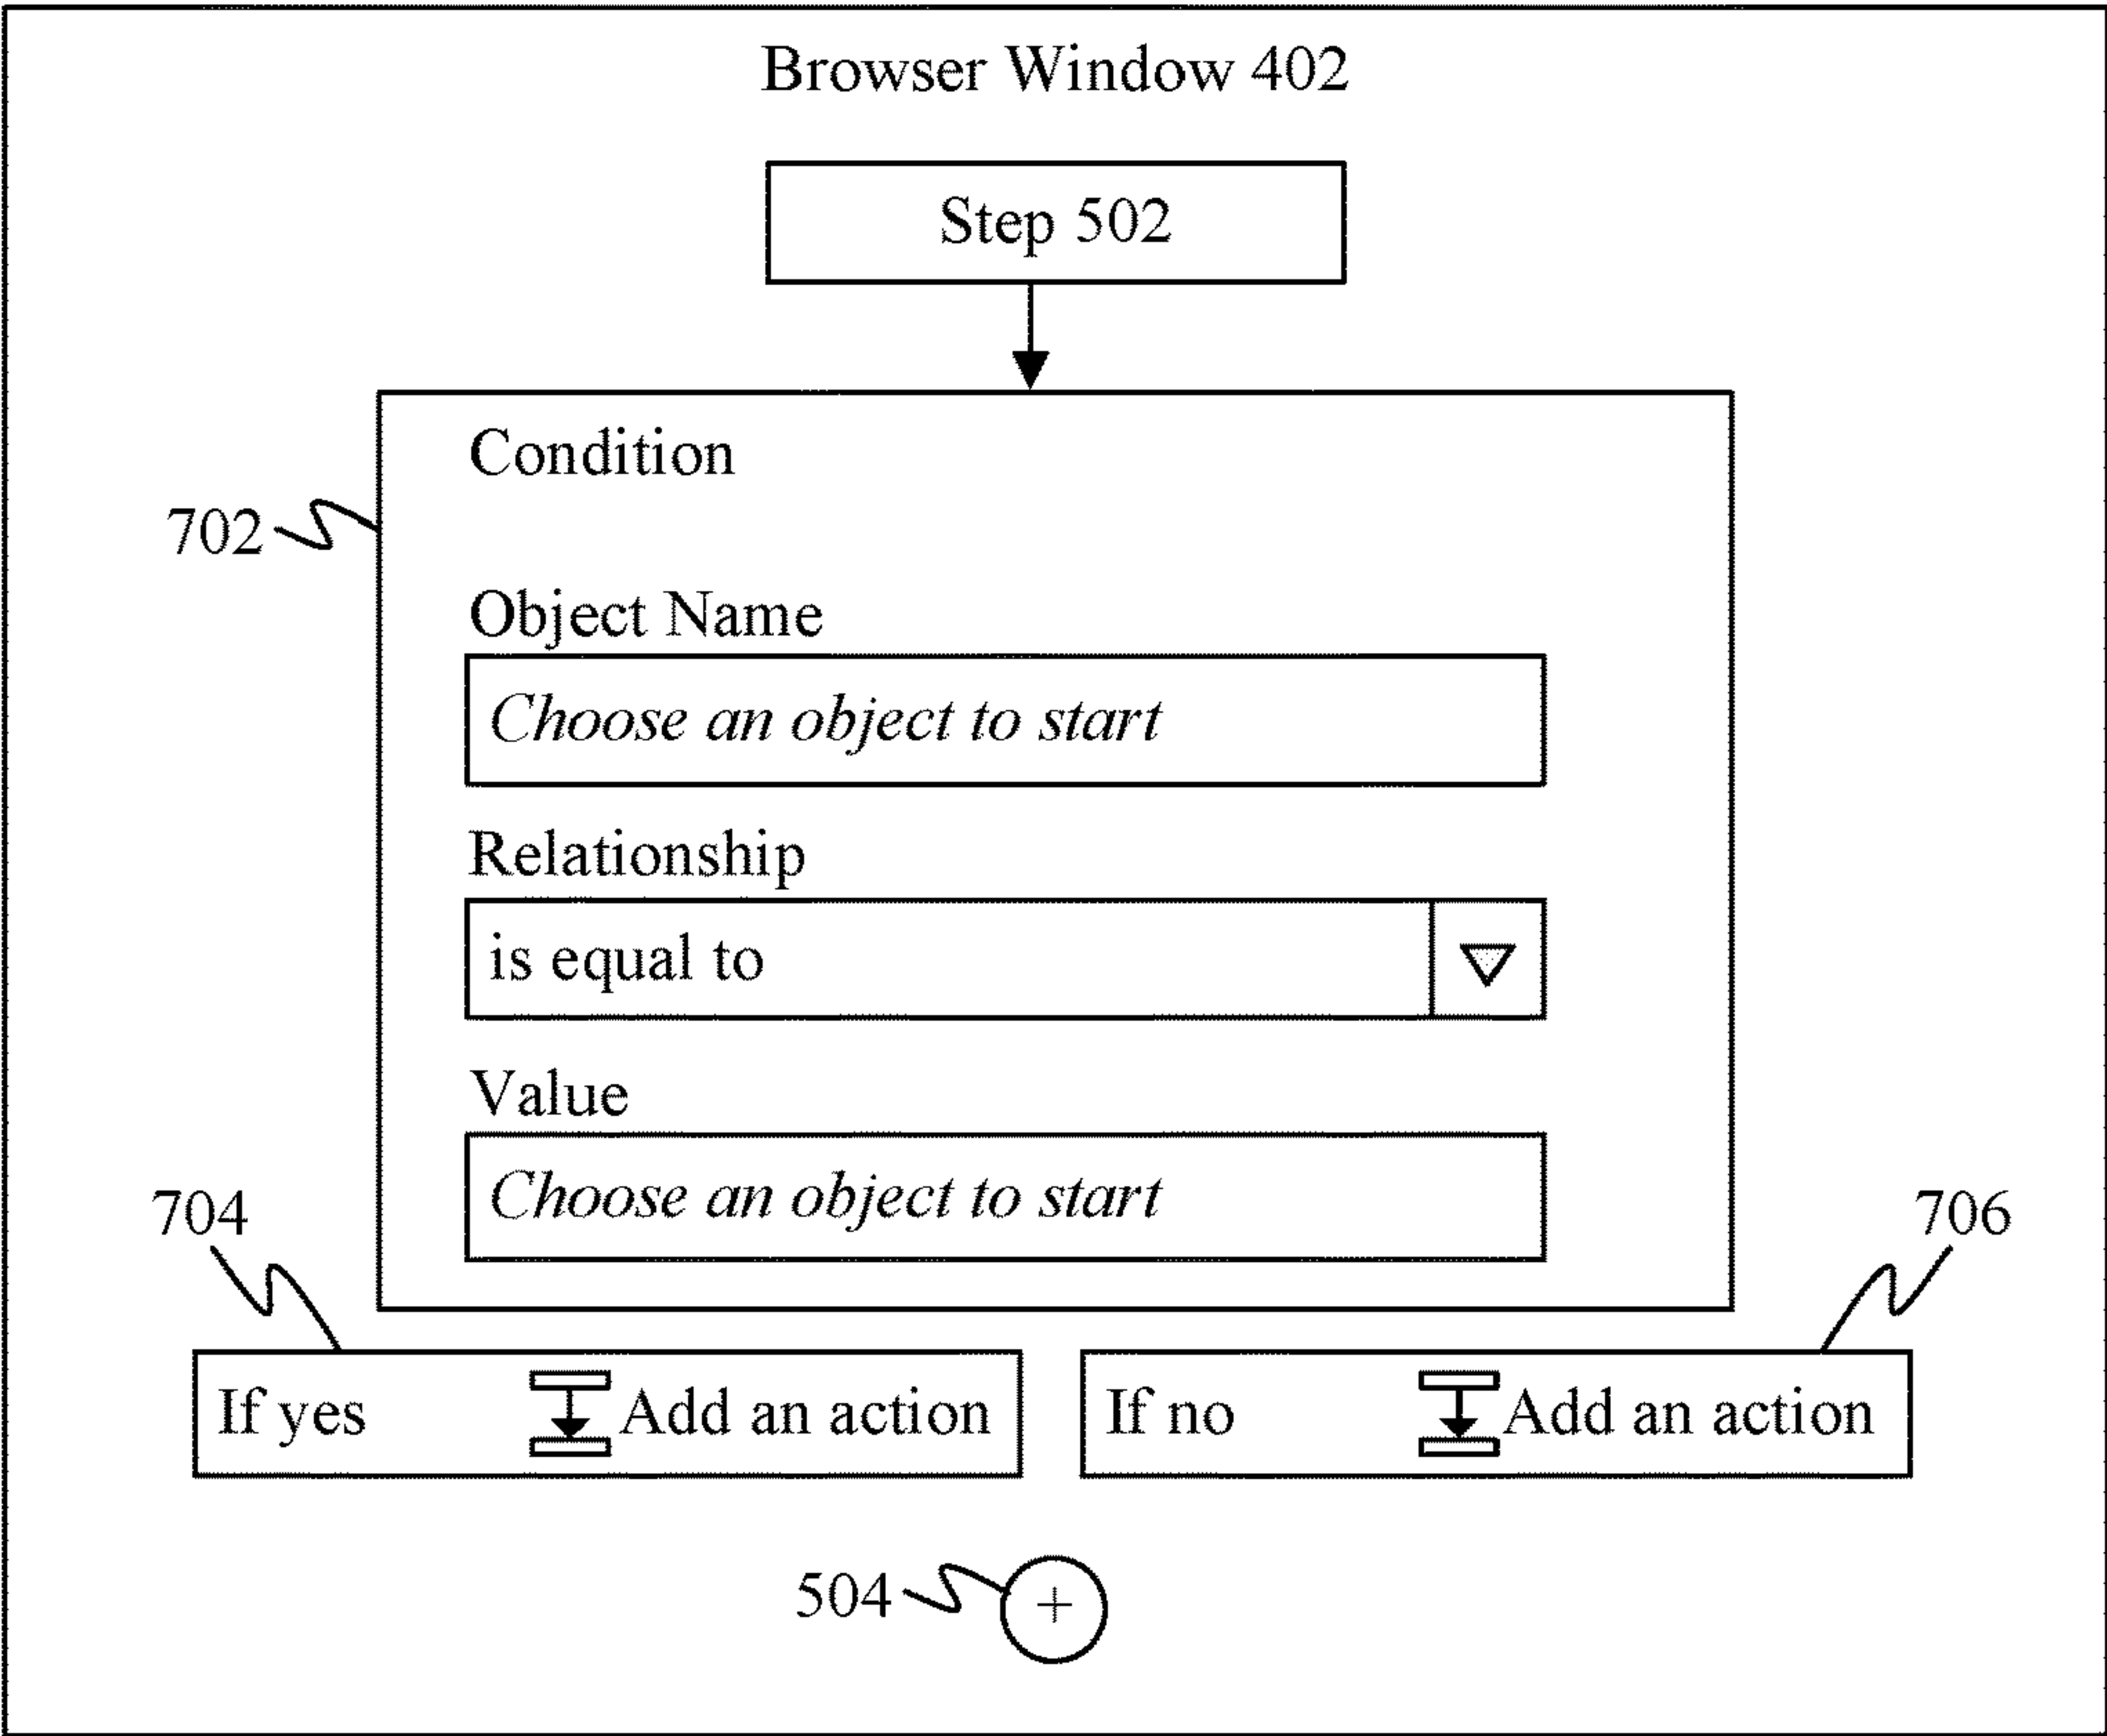 Browser Window 402
Step 502
Condition
702
Object Name
Choose an object to start
Relationship
is equal to
Value
Choose an object to start
704
706
If yes Add an action
If no Add an action
504 +